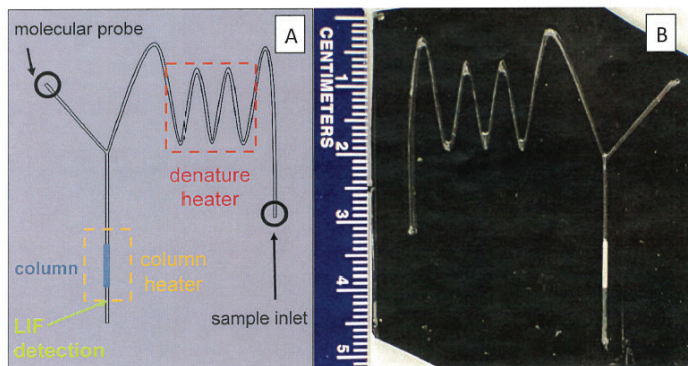 molecular probe
A
denature
heater
column
column
heater
LIF
detection
sample inlet
CENTIMETERS
1
2
3
4
5
B